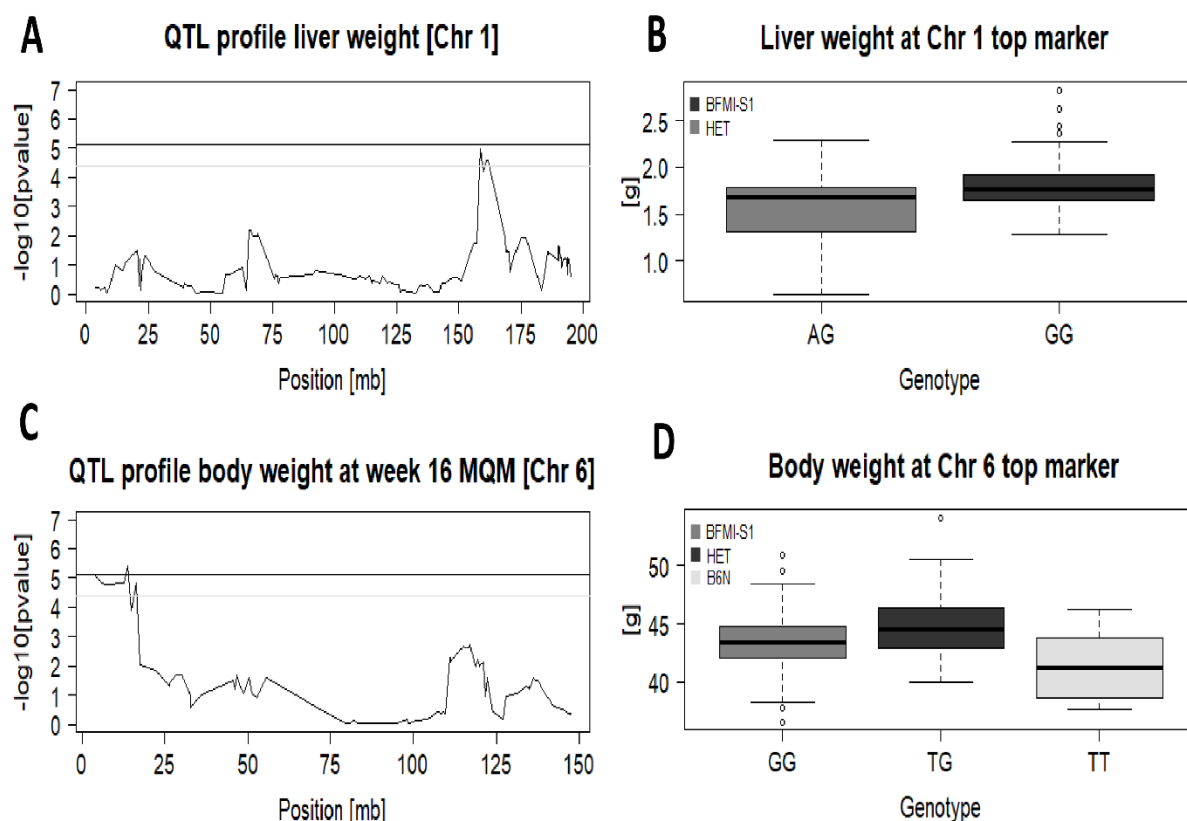 A
QTL profile liver weight [Chr 1]
-log10[pvalue]
7
6
5
4
3
2
1
0
0 25 50 75 100 125 150 175 200
Position [mb]
B
Liver weight at Chr 1 top marker
BFMI-S1
HET
[g]
2.5
2.0
1.5
1.0
AG GG
Genotype
C
QTL profile body weight at week 16 MQM [Chr 6]
-log10[pvalue]
7
6
5
4
3
2
1
0
0 25 50 75 100 125 150
Position [mb]
D
Body weight at Chr 6 top marker
BFMI-S1
HET
B6N
[g]
50
45
40
GG TG TT
Genotype